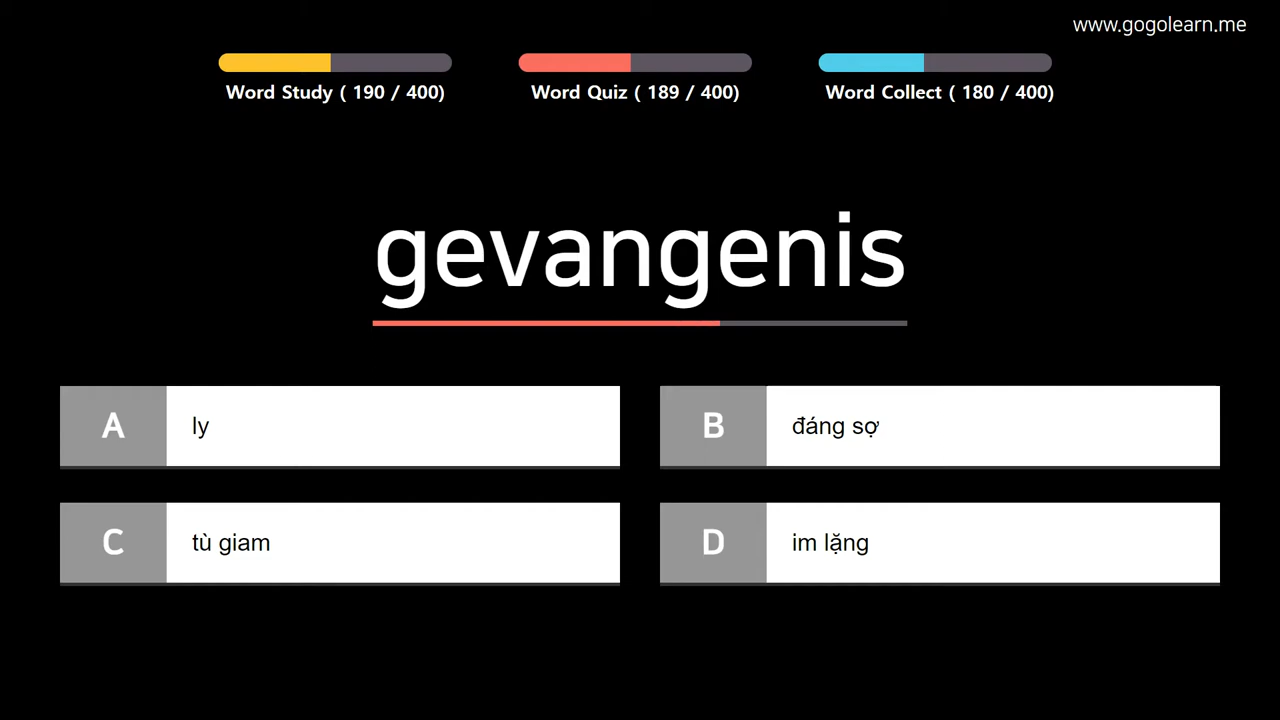 www.gogolearn.me
Word Study ( 190 / 400)
Word Quiz ( 189 / 400)
Word Collect ( 180 / 400)
gevangenis
A ly
B đáng sợ
C tù giam
D im lặng